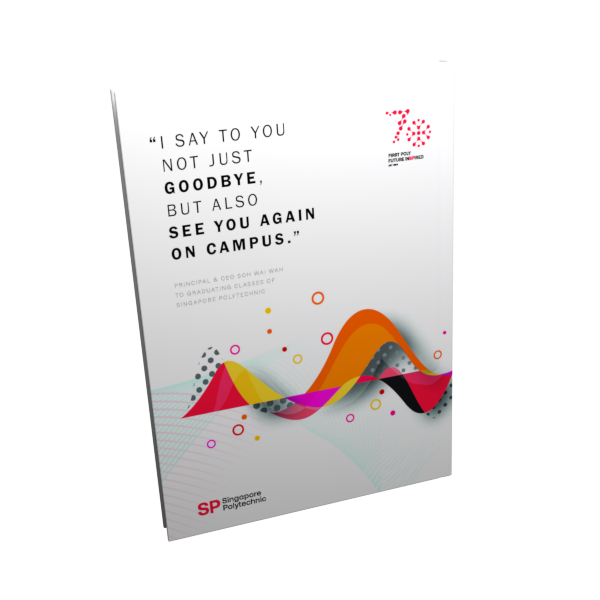 “I SAY TO YOU
NOT JUST
GOODBYE,
BUT ALSO
SEE YOU AGAIN
ON CAMPUS.”
PRINCIPAL & CEO SOH WAI WAH
TO GRADUATING CLASSES OF
SINGAPORE POLYTECHNIC
70
FIRST POLY
FUTURE INSPIRED
SP Singapore
Polytechnic